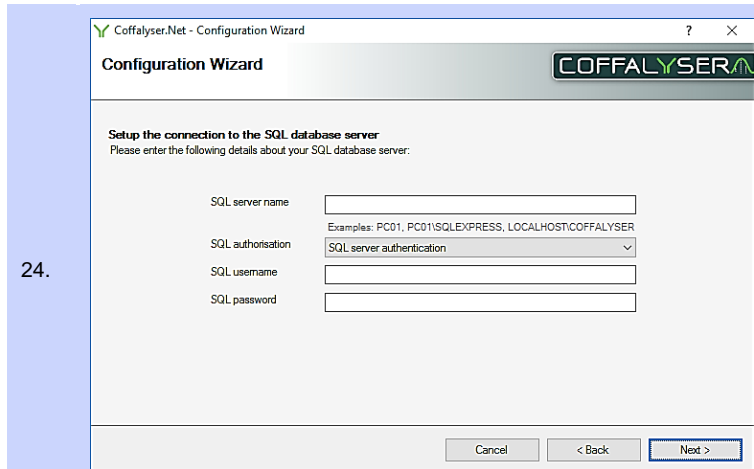 Coffalyser.Net - Configuration Wizard
Configuration Wizard
COFFALYSER
Setup the connection to the SQL database server
Please enter the following details about your SQL database server:
SQL server name
Examples: PC01, PC01\SQLEXPRESS, LOCALHOST\COFFALYSER
SQL authorisation
SQL server authentication
24.
SQL username
SQL password
Cancel
< Back
Next >